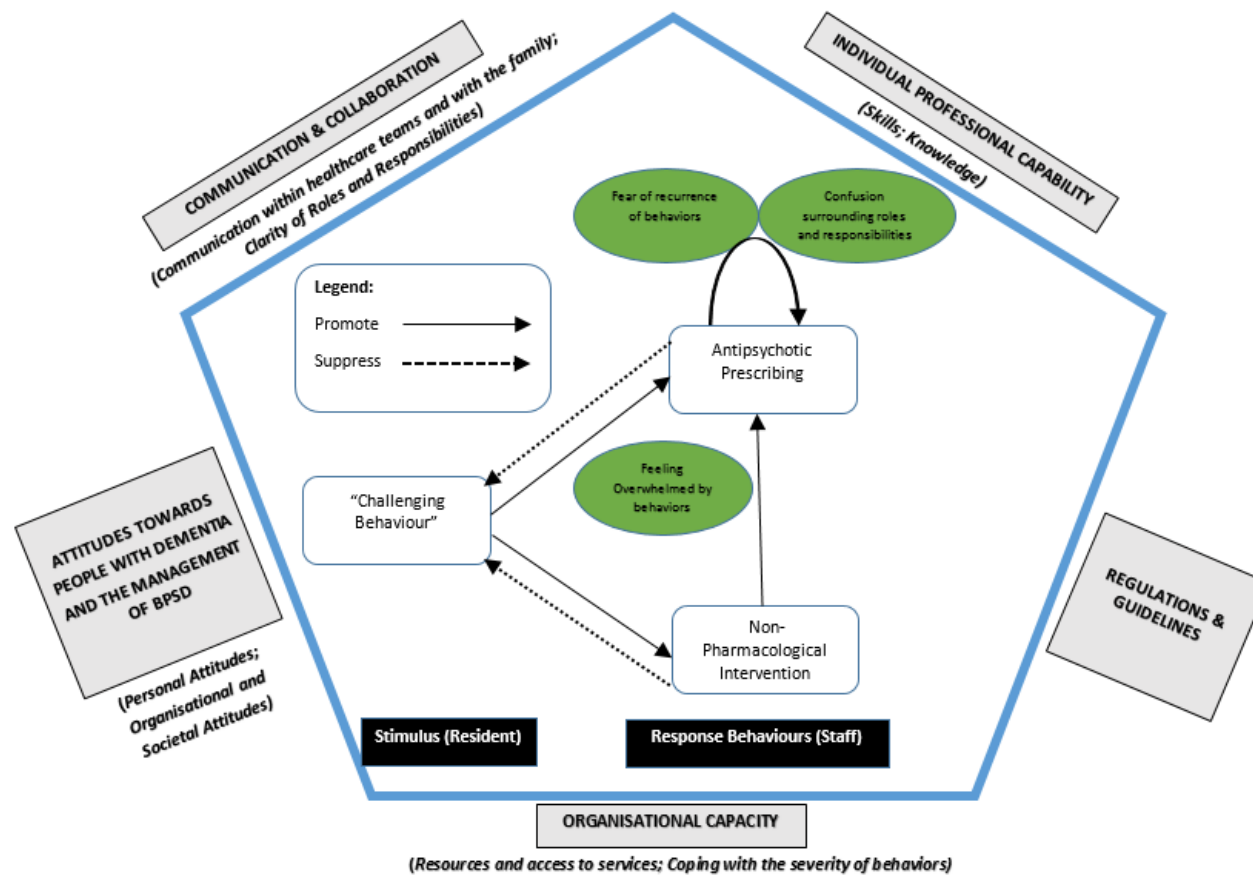 COMMUNICATION & COLLABORATION
(Communication within healthcare teams and with the family;
Clarity of Roles and Responsibilities)
INDIVIDUAL PROFESSIONAL
CAPABILITY
(Skills; Knowledge)
Fear of recurrence
of behaviors
Confusion
surrounding roles
and responsibilities
Legend:
Promote
Suppress
Antipsychotic
Prescribing
Feeling
Overwhelmed by
behaviors
"Challenging
Behaviour"
Non-
Pharmacological
Intervention
ATTITUDES TOWARDS
PEOPLE WITH DEMENTIA
AND THE MANAGEMENT
OF BPSD
(Personal Attitudes;
Organisational and
Societal Attitudes)
REGULATIONS &
GUIDELINES
Stimulus (Resident)
Response Behaviours (Staff)
ORGANISATIONAL CAPACITY
(Resources and access to services; Coping with the severity of behaviors)